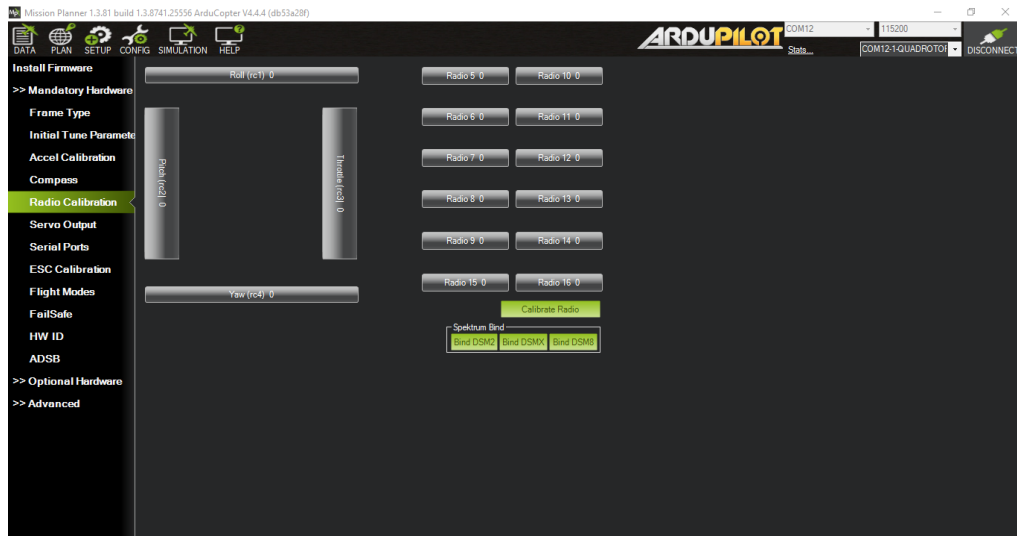 Mission Planner 1.3.81 build 1.3.8741.25556 ArduCopter V4.4.4 (db53a28f)
DATA PLAN SETUP CONFIG SIMULATION HELP
ARDUPILOT
COM12 115200
Stats... COM12-1-QUADROTOF DISCONNECT
Install Firmware
>> Mandatory Hardware
Frame Type
Initial Tune Paramete
Accel Calibration
Compass
Radio Calibration
Servo Output
Serial Ports
ESC Calibration
Flight Modes
FailSafe
HW ID
ADSB
>> Optional Hardware
>> Advanced
Roll (rc1) 0
Pitch (rc2) 0
Throttle (rc3) 0
Yaw (rc4) 0
Radio 5 0 Radio 10 0
Radio 6 0 Radio 11 0
Radio 7 0 Radio 12 0
Radio 8 0 Radio 13 0
Radio 9 0 Radio 14 0
Radio 15 0 Radio 16 0
Calibrate Radio
Spektrum Bind
Bind DSM2 Bind DSMX Bind DSM8